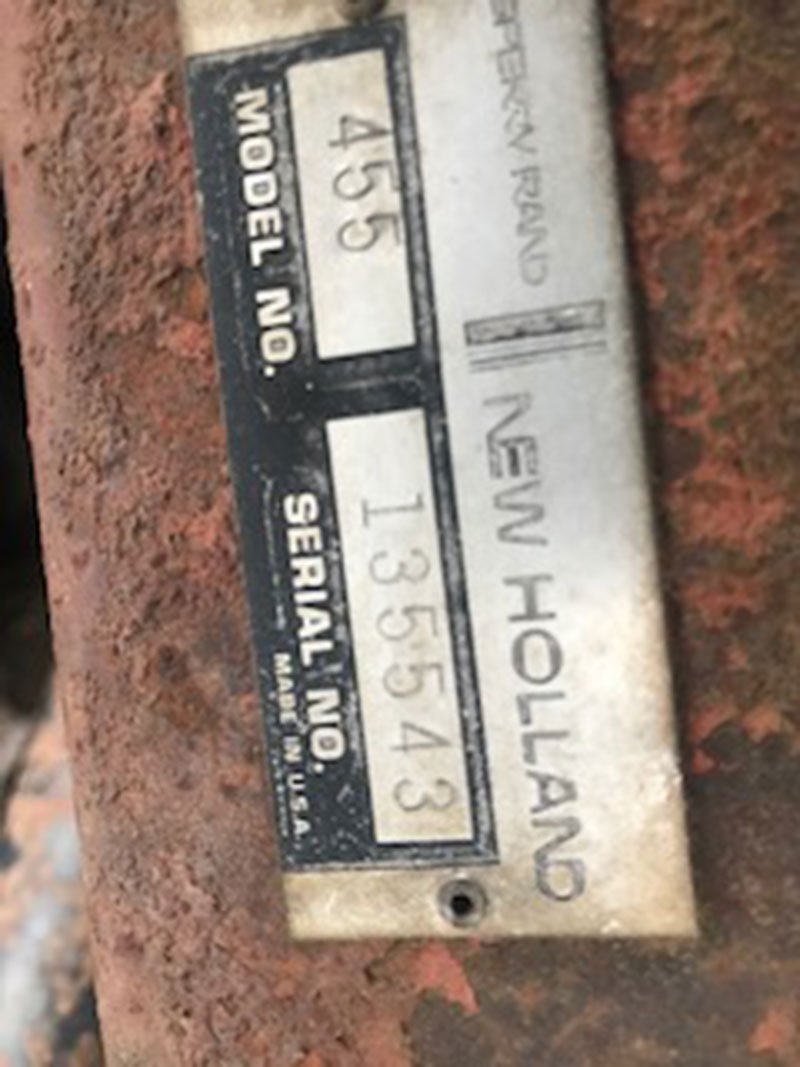 SPERRY RAND NEW HOLLAND
455
135543
MODEL NO.
SERIAL NO.
MADE IN U.S.A.